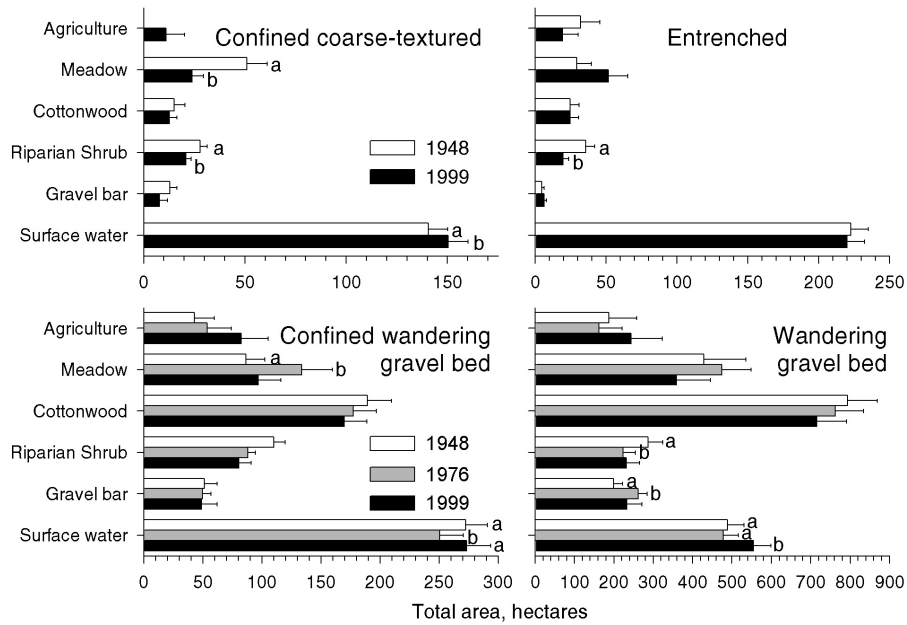 Agriculture
Meadow
Cottonwood
Riparian Shrub
Gravel bar
Surface water
Confined coarse-textured
a
b
a
b
a
b
1948
1999
0 50 100 150
Entrenched
a
b
0 50 100 150 200 250
Agriculture
Meadow
Cottonwood
Riparian Shrub
Gravel bar
Surface water
Confined wandering
gravel bed
a
b
a
b
a
1948
1976
1999
0 50 100 150 200 250 300
Wandering
gravel bed
a
b
a
b
a
a
b
0 100 200 300 400 500 600 700 800 900
Total area, hectares